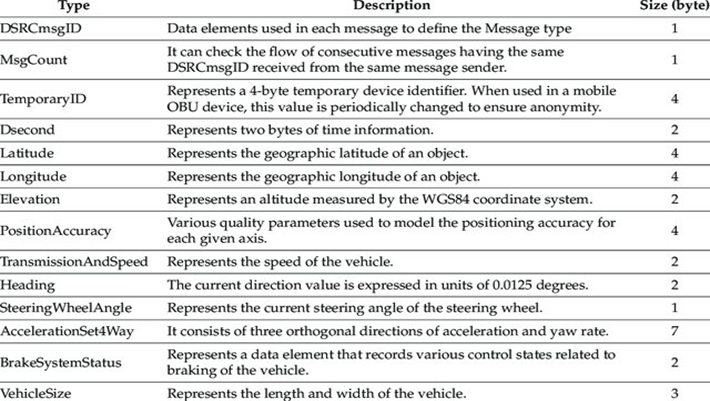 Type Description Size (byte)
DSRCmsgID Data elements used in each message to define the Message type 1
MsgCount It can check the flow of consecutive messages having the same
DSRCmsgID received from the same message sender. 1
TemporaryID Represents a 4-byte temporary device identifier. When used in a mobile
OBU device, this value is periodically changed to ensure anonymity. 4
Dsecond Represents two bytes of time information. 2
Latitude Represents the geographic latitude of an object. 4
Longitude Represents the geographic longitude of an object. 4
Elevation Represents an altitude measured by the WGS84 coordinate system. 2
PositionAccuracy Various quality parameters used to model the positioning accuracy for
each given axis. 4
TransmissionAndSpeed Represents the speed of the vehicle. 2
Heading The current direction value is expressed in units of 0.0125 degrees. 2
SteeringWheelAngle Represents the current steering angle of the steering wheel. 1
AccelerationSet4Way It consists of three orthogonal directions of acceleration and yaw rate. 7
BrakeSystemStatus Represents a data element that records various control states related to
braking of the vehicle. 2
VehicleSize Represents the length and width of the vehicle. 3